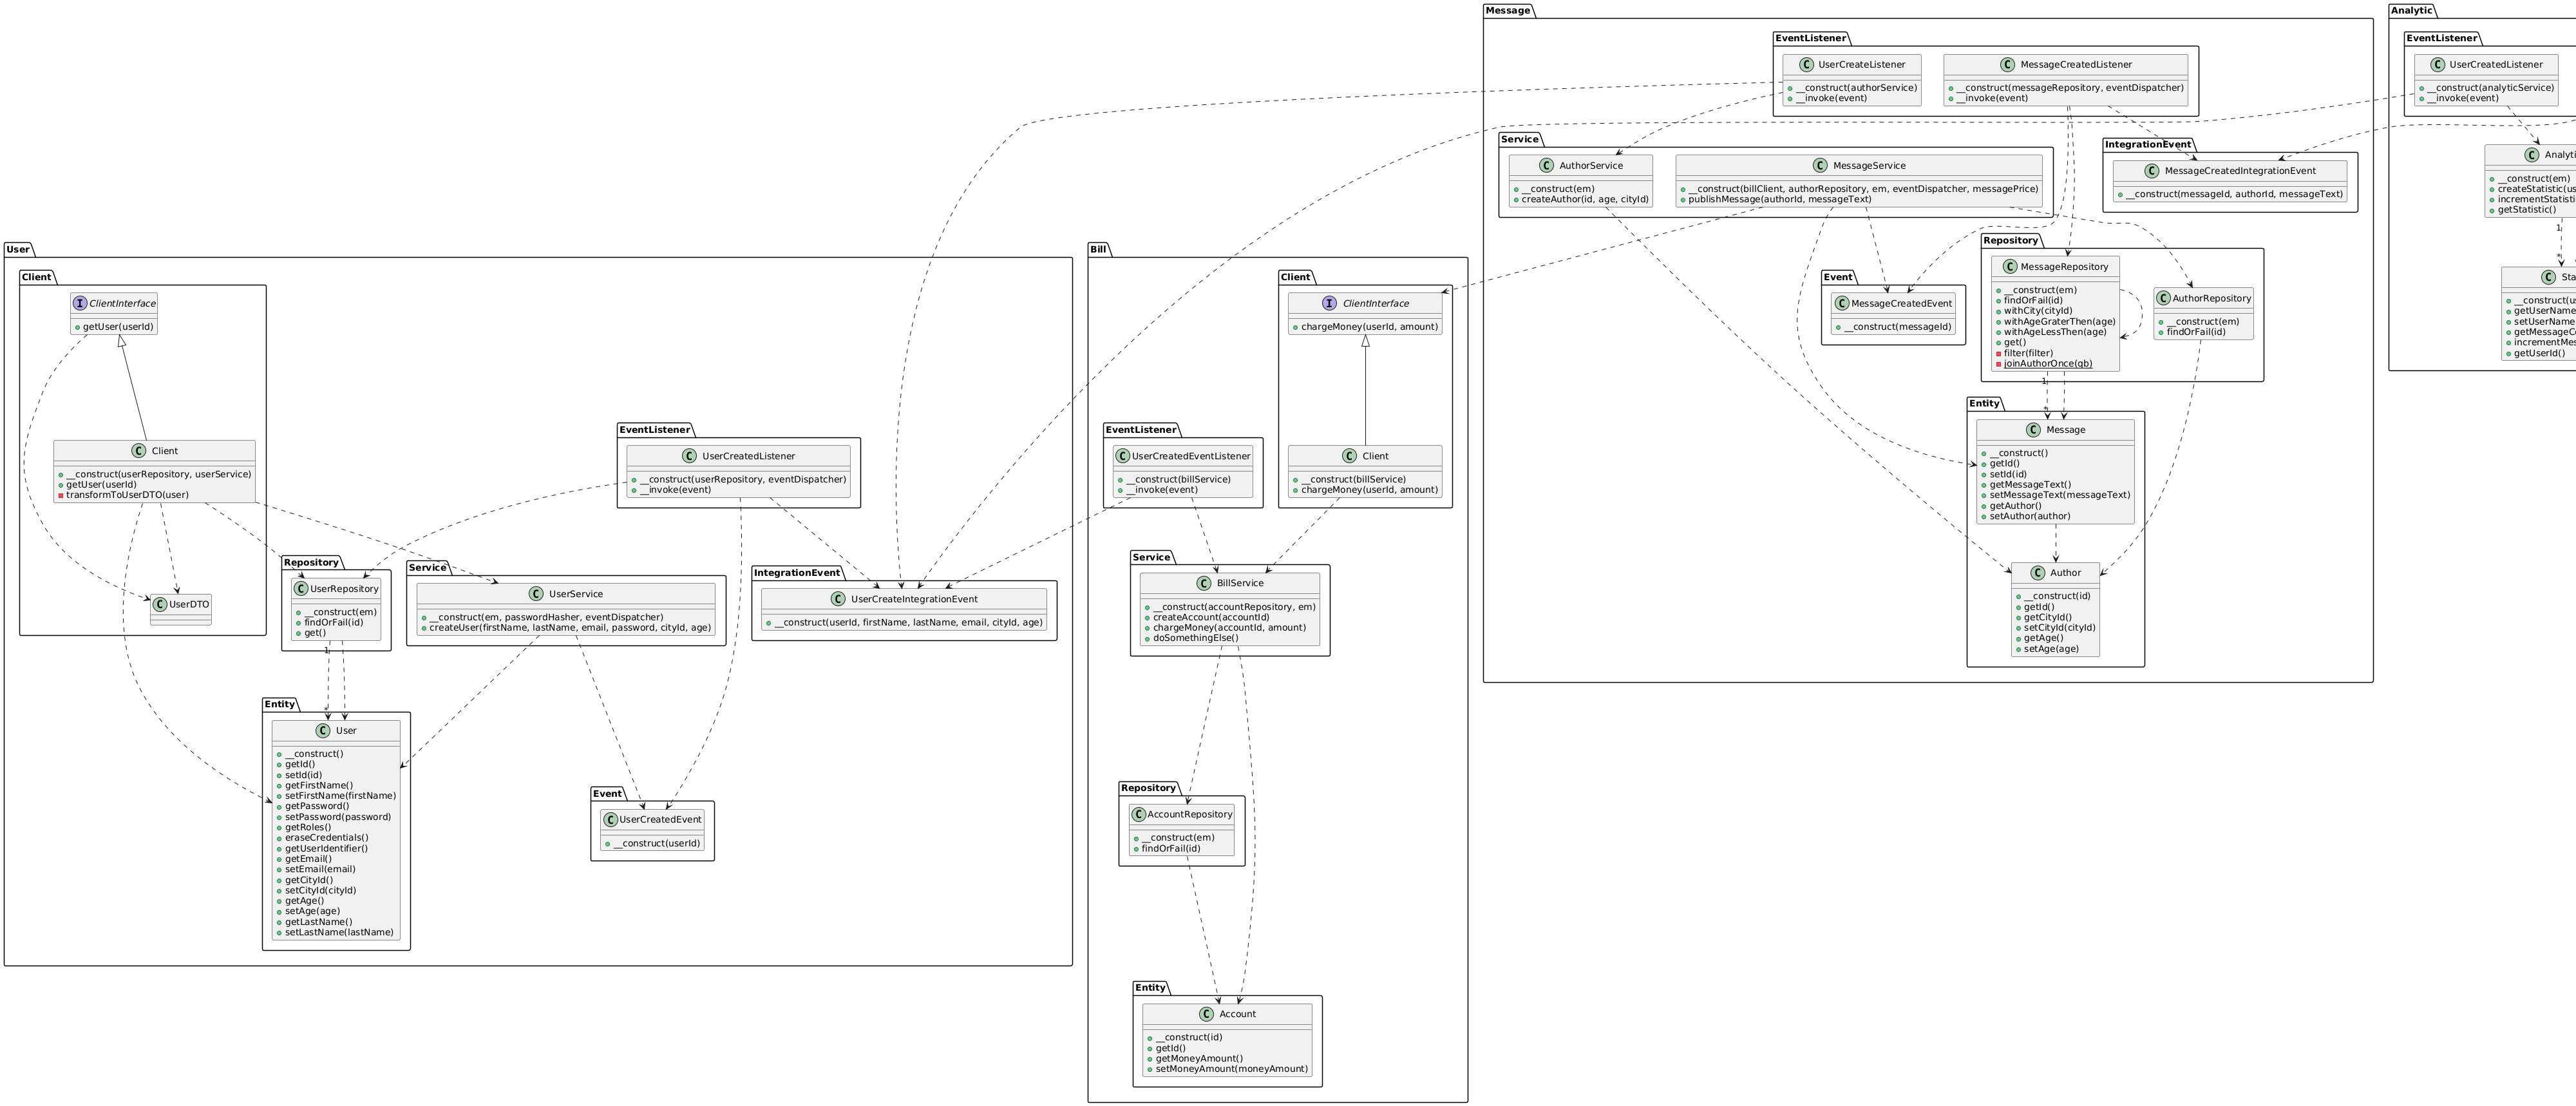 User
Client
ClientInterface
getUser(userId)
Client
__construct(userRepository, userService)
getUser(userId)
transformToUserDTO(user)
UserDTO
Repository
UserRepository
__construct(em)
findOrFail(id)
get()
1
*
Service
UserService
__construct(em, passwordHasher, eventDispatcher)
createUser(firstName, lastName, email, password, cityId, age)
EventListener
UserCreatedListener
__construct(userRepository, eventDispatcher)
__invoke(event)
IntegrationEvent
UserCreateIntegrationEvent
__construct(userId, firstName, lastName, email, cityId, age)
Entity
User
__construct()
getId()
setId(id)
getFirstName()
setFirstName(firstName)
getPassword()
setPassword(password)
getRoles()
eraseCredentials()
getUserIdentifier()
getEmail()
setEmail(email)
getCityId()
setCityId(cityId)
getAge()
setAge(age)
getLastName()
setLastName(lastName)
Event
UserCreatedEvent
__construct(userId)
Bill
Client
ClientInterface
chargeMoney(userId, amount)
Client
__construct(billService)
chargeMoney(userId, amount)
EventListener
UserCreatedEventListener
__construct(billService)
__invoke(event)
Service
BillService
__construct(accountRepository, em)
createAccount(accountId)
chargeMoney(accountId, amount)
doSomethingElse()
Repository
AccountRepository
__construct(em)
findOrFail(id)
Entity
Account
__construct(id)
getId()
getMoneyAmount()
setMoneyAmount(moneyAmount)
Message
EventListener
UserCreateListener
__construct(authorService)
__invoke(event)
MessageCreatedListener
__construct(messageRepository, eventDispatcher)
__invoke(event)
Service
AuthorService
__construct(em)
createAuthor(id, age, cityId)
MessageService
__construct(billClient, authorRepository, em, eventDispatcher, messagePrice)
publishMessage(authorId, messageText)
IntegrationEvent
MessageCreatedIntegrationEvent
__construct(messageId, authorId, messageText)
Event
MessageCreatedEvent
__construct(messageId)
Repository
MessageRepository
__construct(em)
findOrFail(id)
withCity(cityId)
withAgeGraterThen(age)
withAgeLessThen(age)
get()
filter(filter)
joinAuthorOnce(qb)
AuthorRepository
__construct(em)
findOrFail(id)
1
*
Entity
Message
__construct()
getId()
setId(id)
getMessageText()
setMessageText(messageText)
getAuthor()
setAuthor(author)
Author
__construct(id)
getId()
getCityId()
setCityId(cityId)
getAge()
setAge(age)
Analytic
EventListener
UserCreatedListener
__construct(analyticService)
__invoke(event)
Analyti
__construct(em)
createStatistic(us
incrementStatisti
getStatistic()
1
*
Sta
__construct(us
getUserName
setUserName
getMessageCo
incrementMes
getUserId()